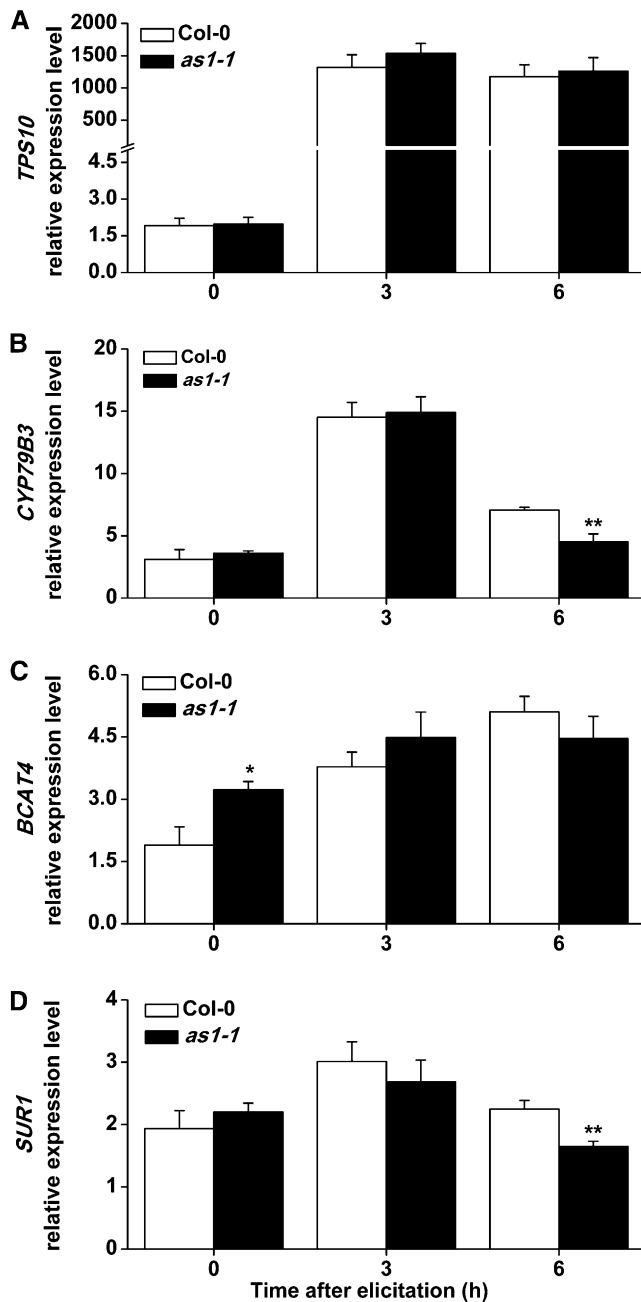 A
Col-0
as1-1
TPS10
relative expression level
2000
1500
1000
500
4.5
3.0
1.5
0.0
0 3 6
B
Col-0
as1-1
CYP79B3
relative expression level
20
15
10
5
0
**
0 3 6
C
Col-0
as1-1
BCAT4
relative expression level
6.0
4.5
3.0
1.5
0.0
*
0 3 6
D
Col-0
as1-1
SUR1
relative expression level
4
3
2
1
0
**
0 3 6
Time after elicitation (h)